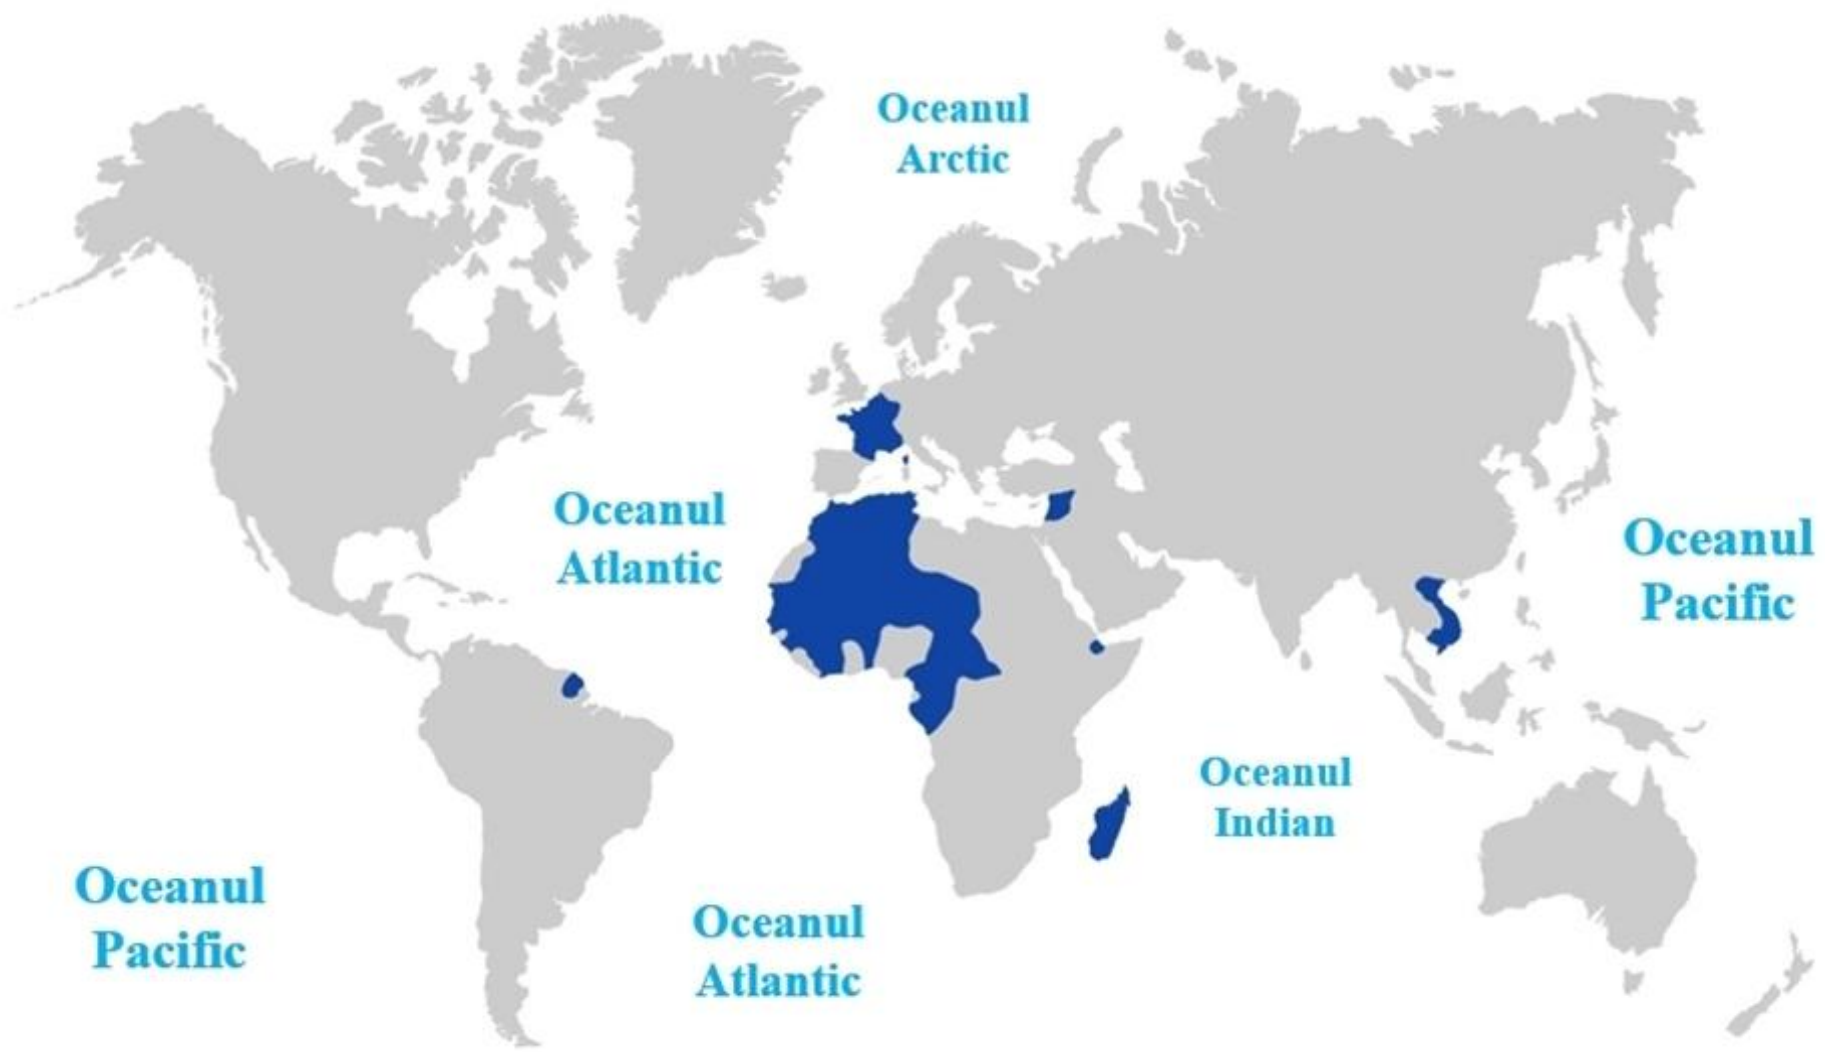 Oceanul
Arctic
Oceanul
Atlantic
Oceanul
Pacific
Oceanul
Indian
Oceanul
Pacific
Oceanul
Atlantic